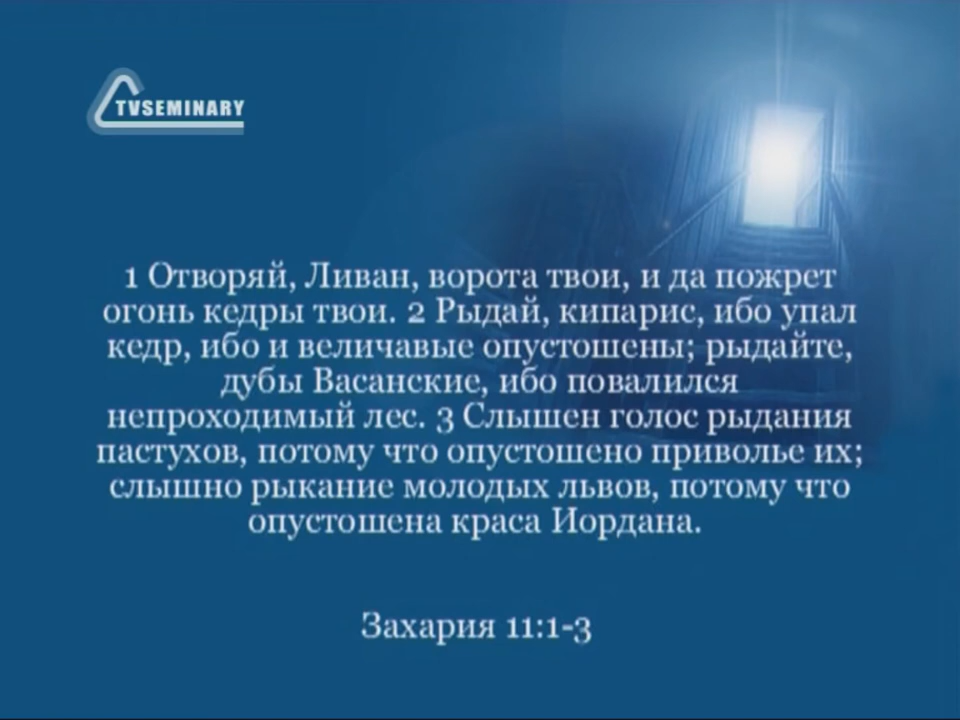 TVSEMINARY
1 Отворяй, Ливан, ворота твои, и да пожрет
огонь кедры твои. 2 Рыдай, кипарис, ибо упал
кедр, ибо и величавые опустошены; рыдайте,
дубы Васанские, ибо повалился
непроходимый лес. 3 Слышен голос рыдания
пастухов, потому что опустошено приволье их;
слышно рыкание молодых львов, потому что
опустошена краса Иордана.
Захария 11:1-3